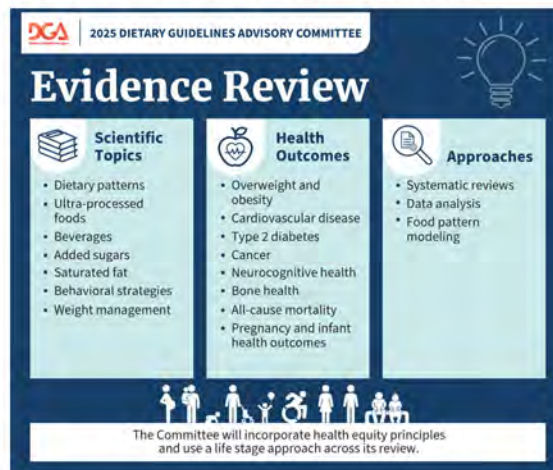 DGA
2025 DIETARY GUIDELINES ADVISORY COMMITTEE
Evidence Review
Scientific
Topics
• Dietary patterns
• Ultra-processed
foods
• Beverages
• Added sugars
• Saturated fat
• Behavioral strategies
• Weight management
Health
Outcomes
• Overweight and
obesity
• Cardiovascular disease
• Type 2 diabetes
• Cancer
• Neurocognitive health
• Bone health
• All-cause mortality
• Pregnancy and infant
health outcomes
Approaches
• Systematic reviews
• Data analysis
• Food pattern
modeling
The Committee will incorporate health equity principles
and use a life stage approach across its review.